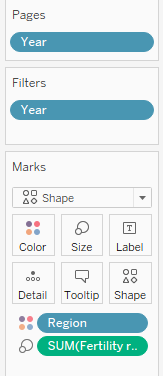 Pages
Year
Filters
Year
Marks
Shape
Color Size Label
T
Detail Tooltip Shape
Region
SUM(Fertility r..